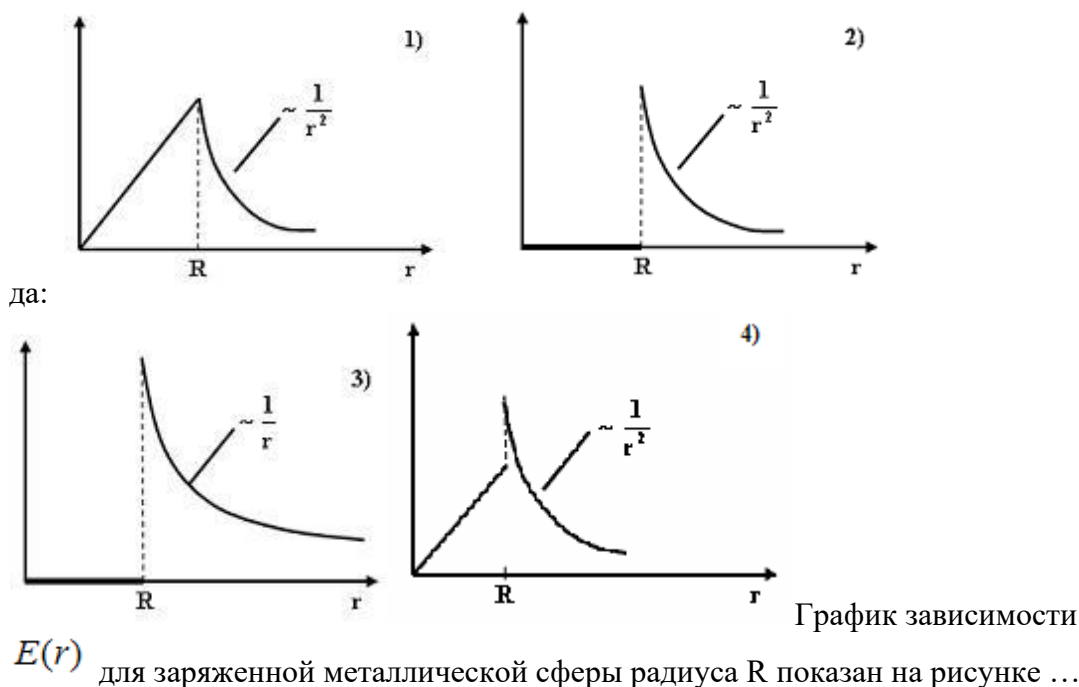 1)
~ 1/r²
R
r
2)
~ 1/r²
R
r
да:
3)
~ 1/r
R
r
4)
~ 1/r²
R
r
График зависимости
E(r) для заряженной металлической сферы радиуса R показан на рисунке …